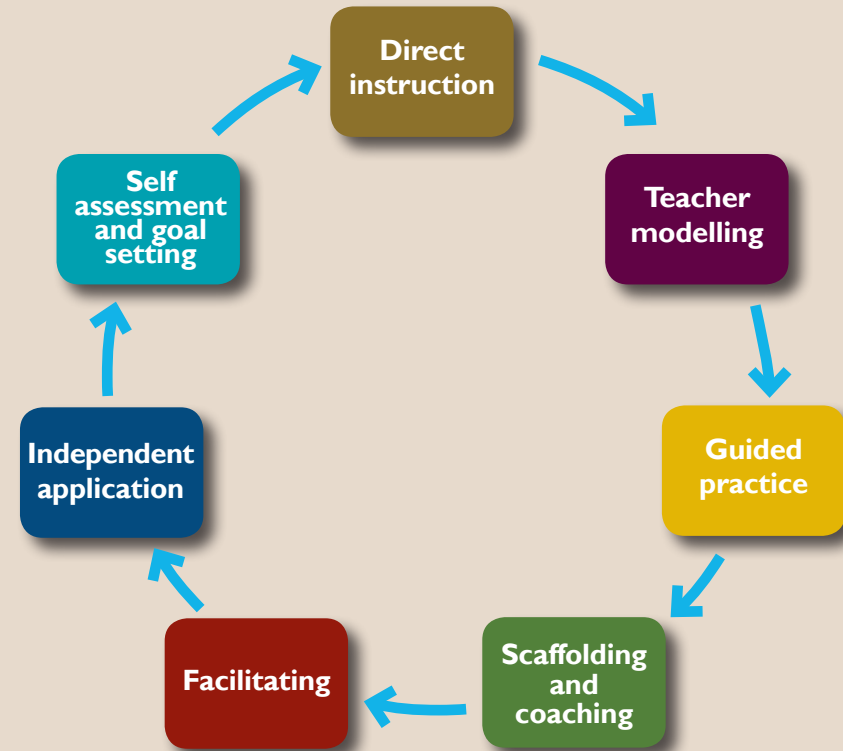 Direct
instruction
Teacher
modelling
Guided
practice
Scaffolding
and
coaching
Facilitating
Independent
application
Self
assessment
and goal
setting